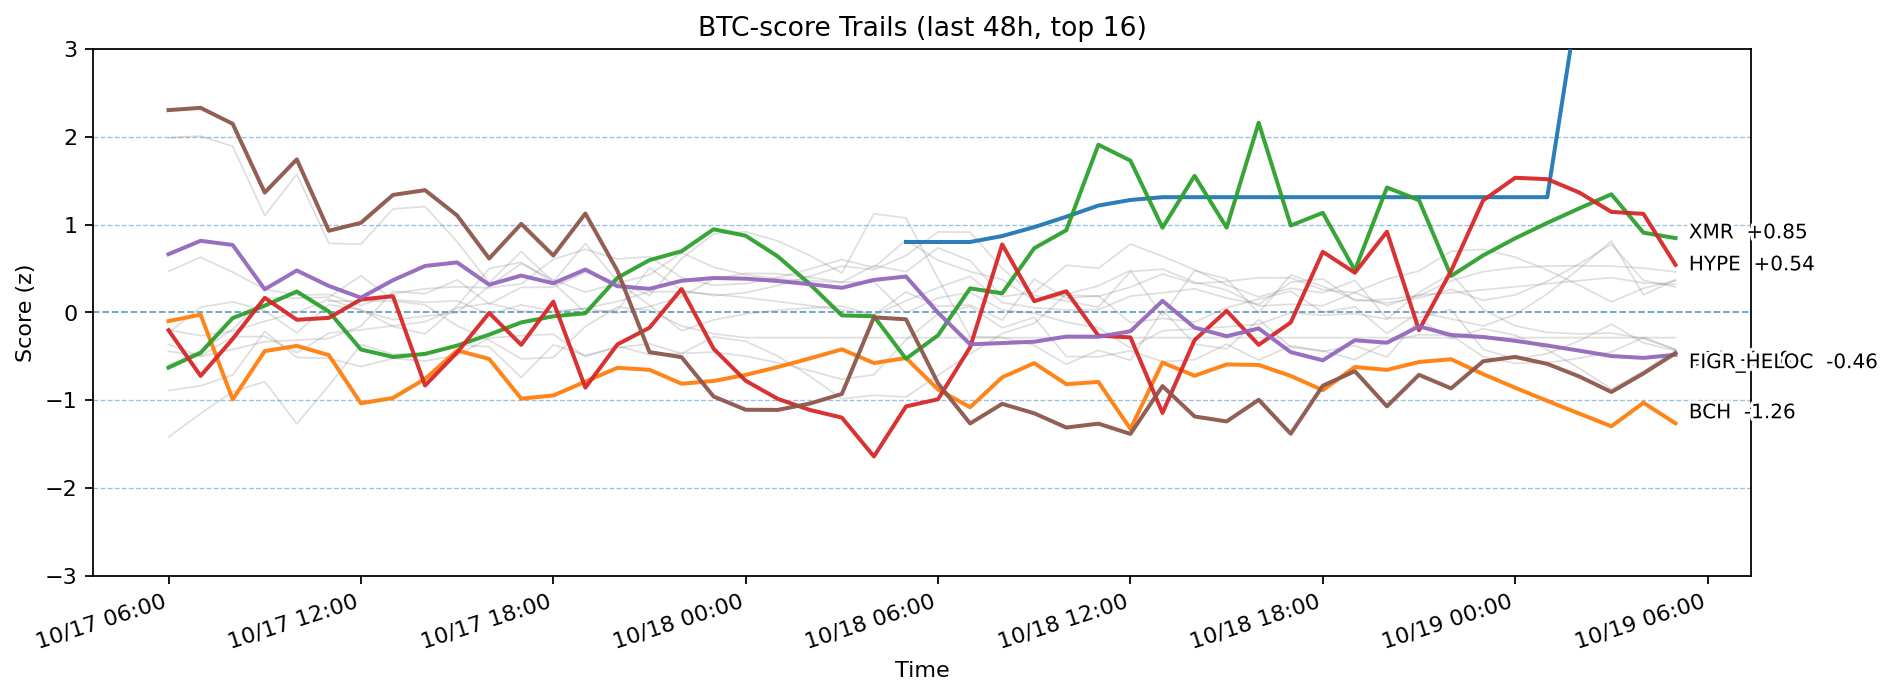 BTC-score Trails (last 48h, top 16)
Score (z)
3
2
1
0
−1
−2
−3
XMR +0.85
HYPE +0.54
FIGR_HELOC -0.46
BCH -1.26
10/17 06:00
10/17 12:00
10/17 18:00
10/18 00:00
10/18 06:00
10/18 12:00
10/18 18:00
10/19 00:00
10/19 06:00
Time